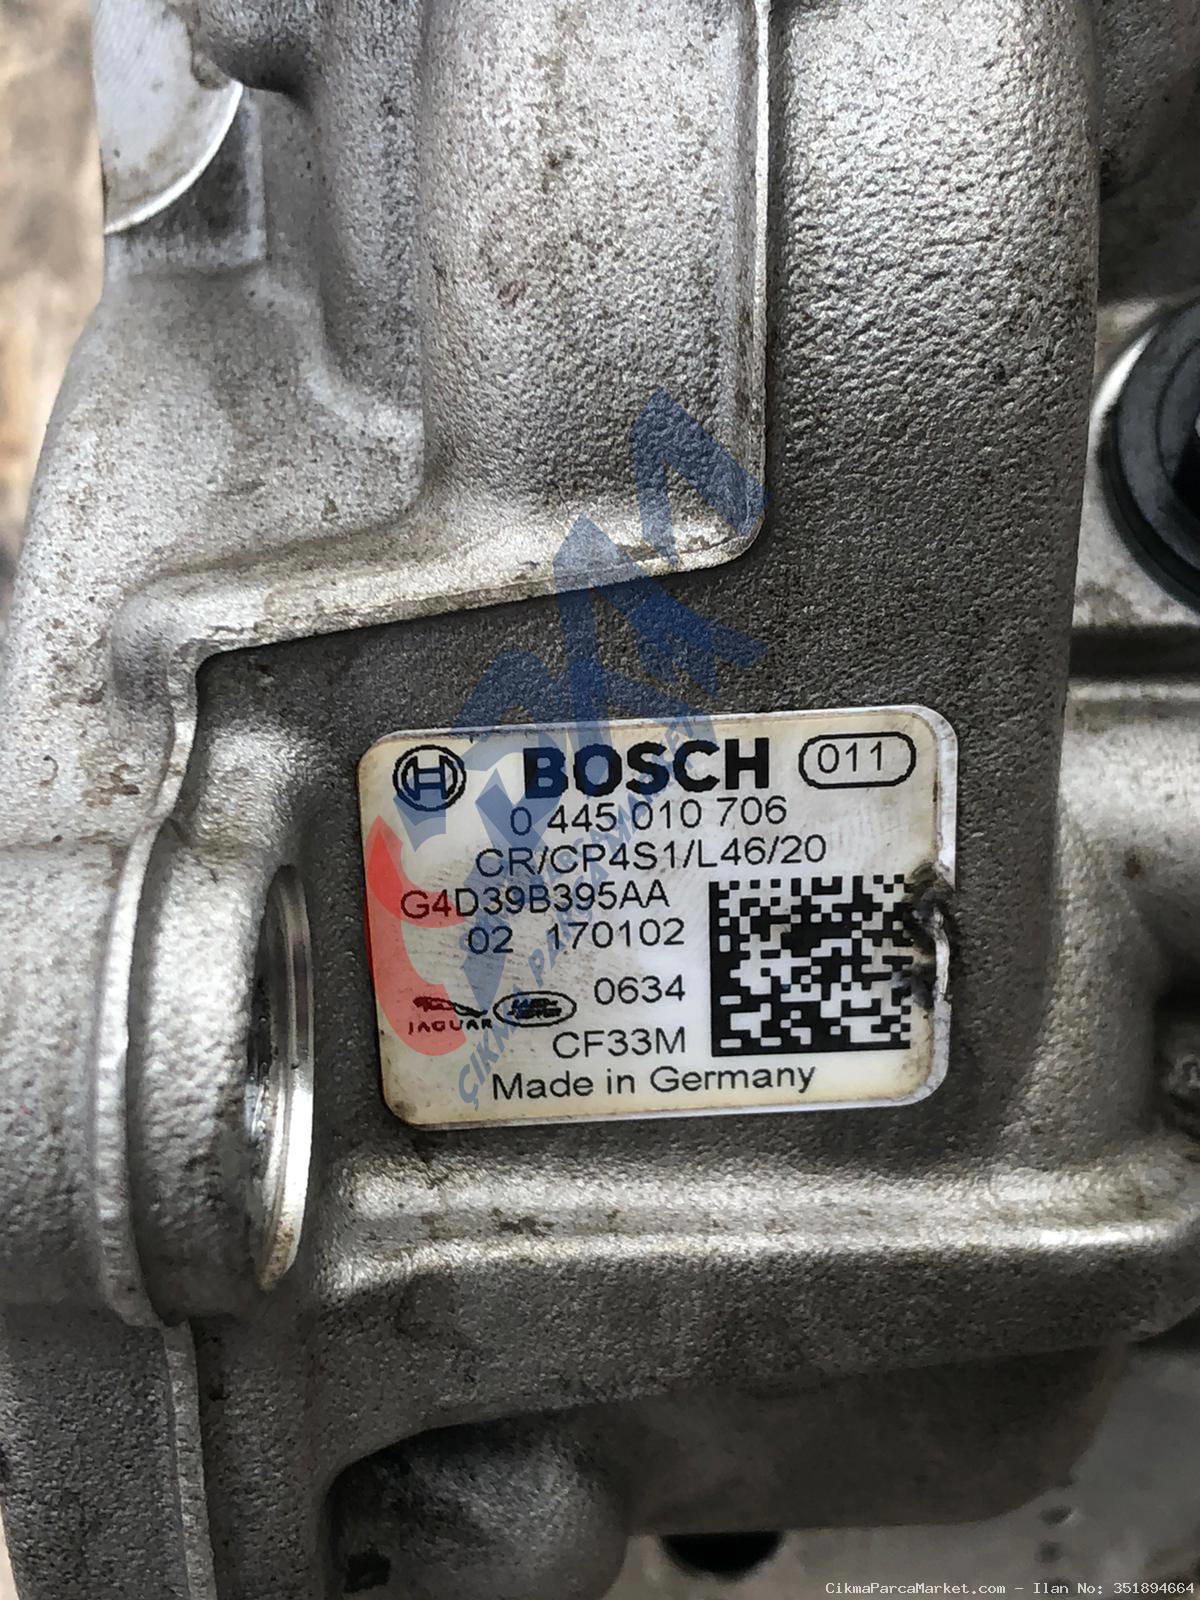 BOSCH 011
0 445 010 706
CR/CP4S1/L46/20
G4D39B395AA
02 170102
0634
JAGUAR
CF33M
Made in Germany
CikmaParcaMarket.com - Ilan No: 351894664